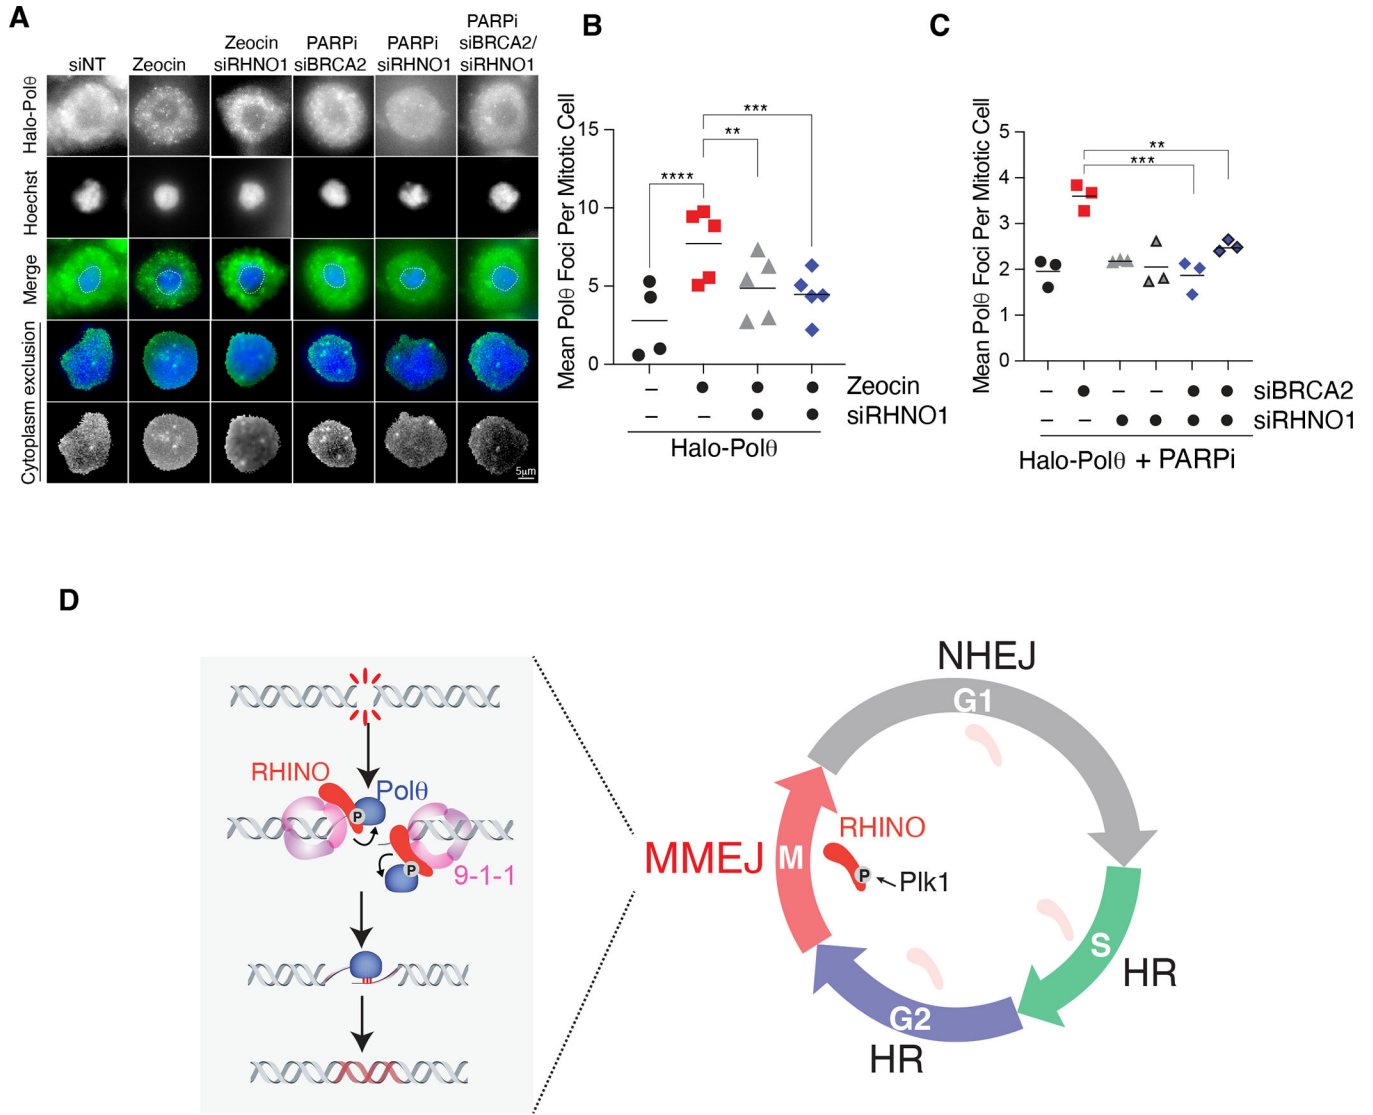 A
siNT
Zeocin
Zeocin
siRHNO1
PARPi
siBRCA2
PARPi
siRHNO1
PARPi
siBRCA2/
siRHNO1
Halo-Polθ
Hoechst
Merge
Cytoplasm exclusion
5μm
B
Mean Polθ Foci Per Mitotic Cell
15
10
5
0
****
**
***
– ● ● ● Zeocin
– – ● ● siRHNO1
Halo-Polθ
C
Mean Polθ Foci Per Mitotic Cell
5
4
3
2
1
0
**
***
– ● – – ● ● siBRCA2
– – ● ● ● ● siRHNO1
Halo-Polθ + PARPi
D
RHINO
Polθ
P
P
9-1-1
NHEJ
G1
MMEJ
M
RHINO
P
Plk1
S
HR
G2
HR